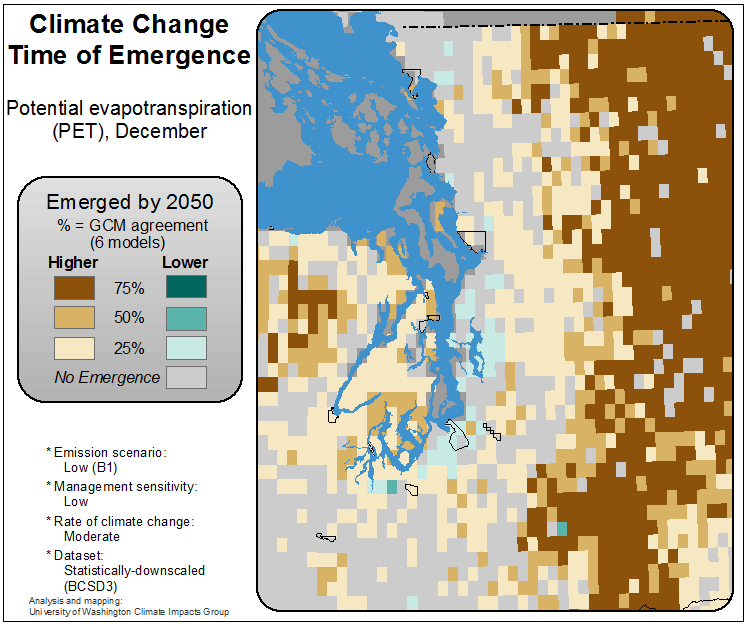 Climate Change
Time of Emergence
Potential evapotranspiration
(PET), December
Emerged by 2050
% = GCM agreement
(6 models)
Higher Lower
75%
50%
25%
No Emergence
* Emission scenario:
Low (B1)
* Management sensitivity:
Low
* Rate of climate change:
Moderate
* Dataset:
Statistically-downscaled
(BCSD3)
Analysis and mapping:
University of Washington Climate Impacts Group